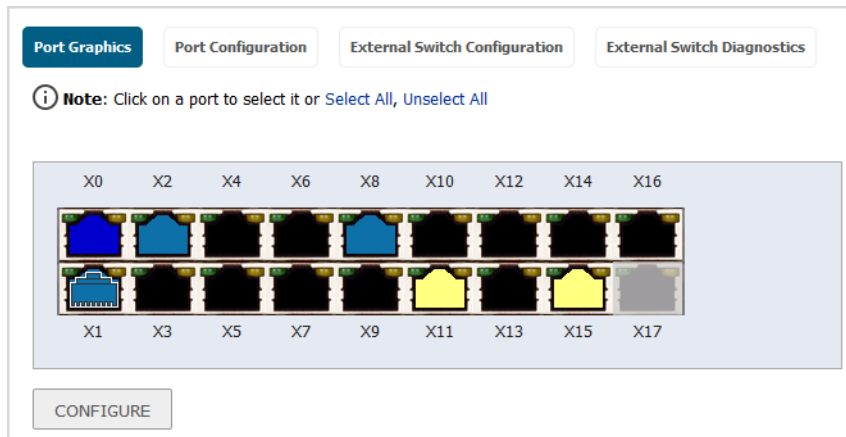 Port Graphics Port Configuration External Switch Configuration External Switch Diagnostics
Note: Click on a port to select it or Select All, Unselect All
X0 X2 X4 X6 X8 X10 X12 X14 X16
X1 X3 X5 X7 X9 X11 X13 X15 X17
CONFIGURE